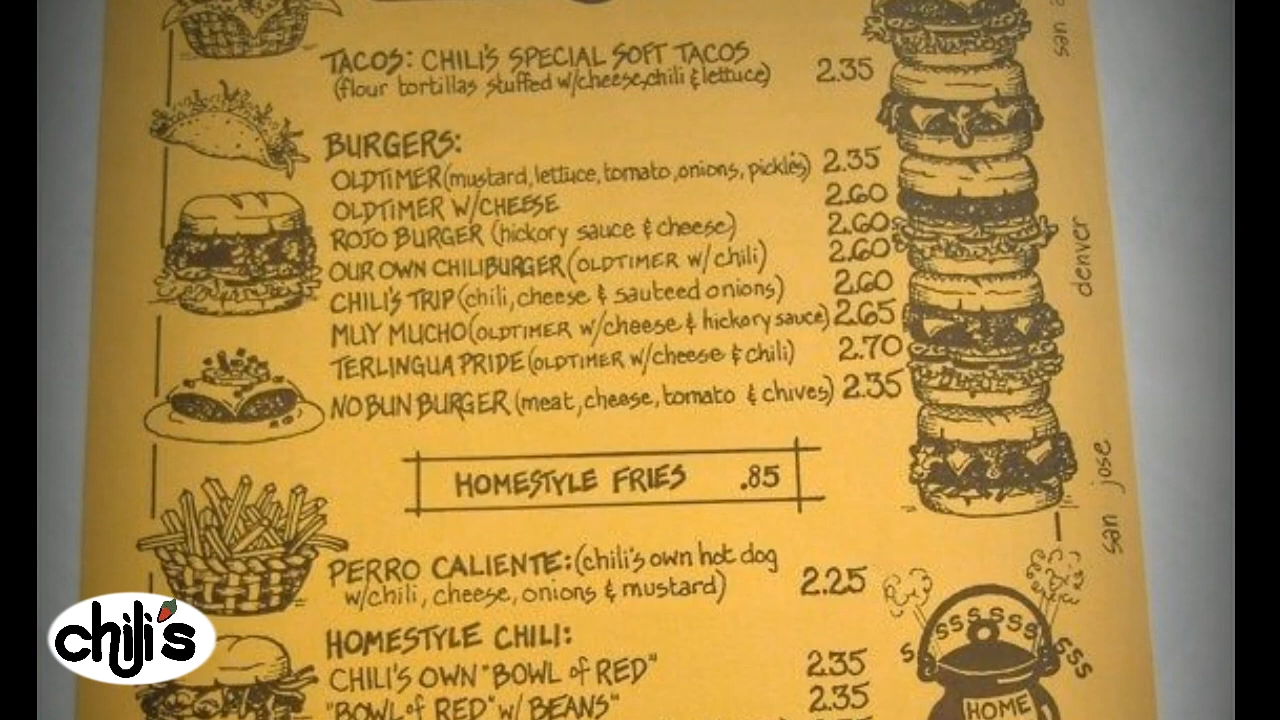 TACOS: CHILI'S SPECIAL SOFT TACOS
(flour tortillas stuffed w/cheese,chili & lettuce) 2.35
BURGERS:
OLDTIMER (mustard, lettuce, tomato, onions, pickles) 2.35
OLDTIMER W/CHEESE 2.60
ROJO BURGER (hickory sauce & cheese) 2.60
OUR OWN CHILIBURGER (OLDTIMER w/chili) 2.60
CHILI'S TRIP (chili, cheese & sauteed onions) 2.60
MUY MUCHO (OLDTIMER w/cheese & hickory sauce) 2.65
TERLINGUA PRIDE (OLDTIMER w/cheese & chili) 2.70
NO BUN BURGER (meat, cheese, tomato & chives) 2.35
HOMESTYLE FRIES .85
PERRO CALIENTE: (chili's own hot dog
w/chili, cheese, onions & mustard) 2.25
HOMESTYLE CHILI:
CHILI'S OWN "BOWL of RED" 2.35
"BOWL of RED" w/ BEANS" 2.35
san
denver
san jose
SSSSSSS
S
SSS
HOME
chili's